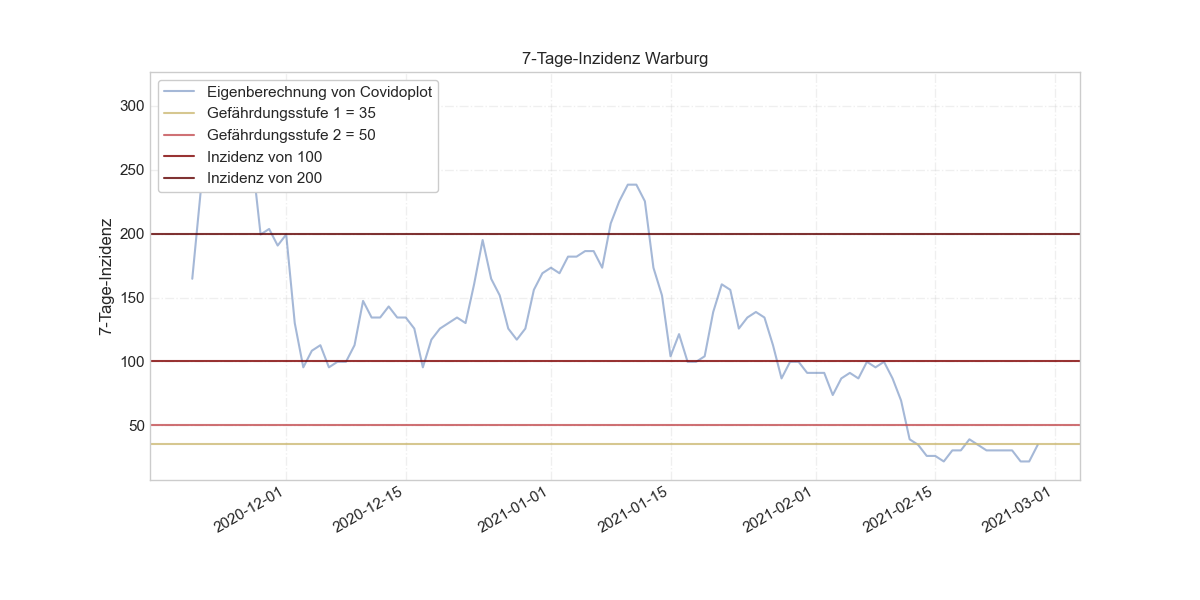 7-Tage-Inzidenz Warburg
Eigenberechnung von Covidoplot
Gefährdungsstufe 1 = 35
Gefährdungsstufe 2 = 50
Inzidenz von 100
Inzidenz von 200
7-Tage-Inzidenz
300
250
200
150
100
50
2020-12-01
2020-12-15
2021-01-01
2021-01-15
2021-02-01
2021-02-15
2021-03-01